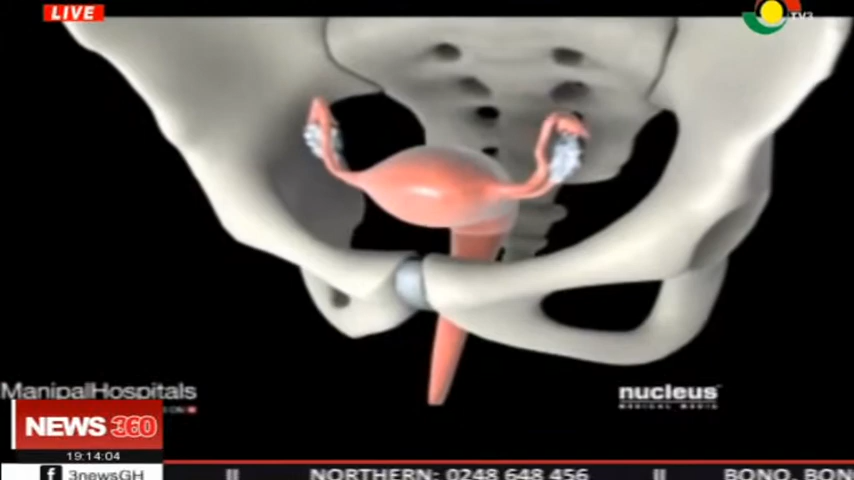 LIVE
TV3
ManipalHospitals
nucleus
MEDICAL MEDIA
NEWS 360
19:14:04
3newsGH
NORTHERN: 0248 648 456 || BONO, BON